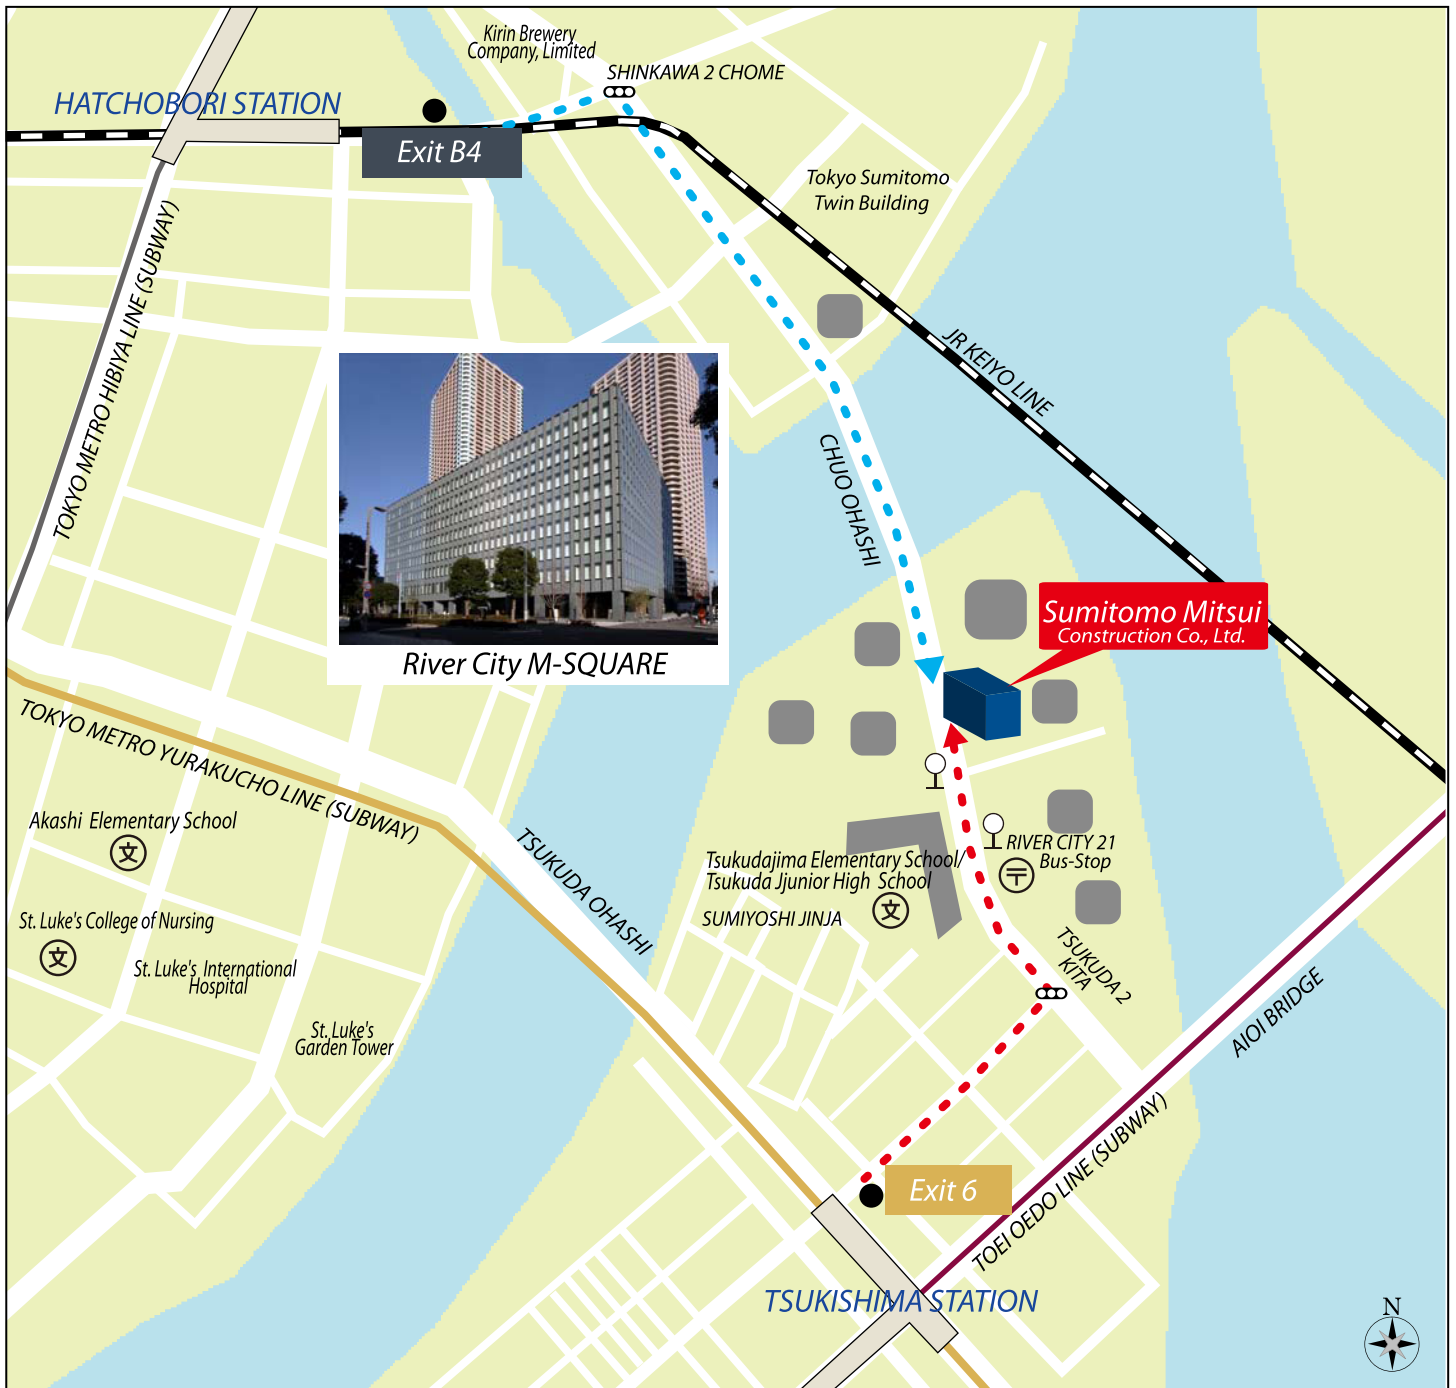 Kirin Brewery
Company, Limited
SHINKAWA 2 CHOME
HATCHOBORI STATION
Exit B4
Tokyo Sumitomo
Twin Building
TOKYO METRO HIBIYA LINE (SUBWAY)
JR KEIYO LINE
CHUO OHASHI
Sumitomo Mitsui
Construction Co., Ltd.
River City M-SQUARE
TOKYO METRO YURAKUCHO LINE (SUBWAY)
Akashi Elementary School
文
TSUKUDA OHASHI
RIVER CITY 21
Bus-Stop
〒
Tsukudajima Elementary School/
Tsukuda Jjunior High School
文
SUMIYOSHI JINJA
St. Luke's College of Nursing
文
St. Luke's International
Hospital
TSUKUDA 2
KITA
St. Luke's
Garden Tower
AIOI BRIDGE
TOEI OEDO LINE (SUBWAY)
Exit 6
TSUKISHIMA STATION
N